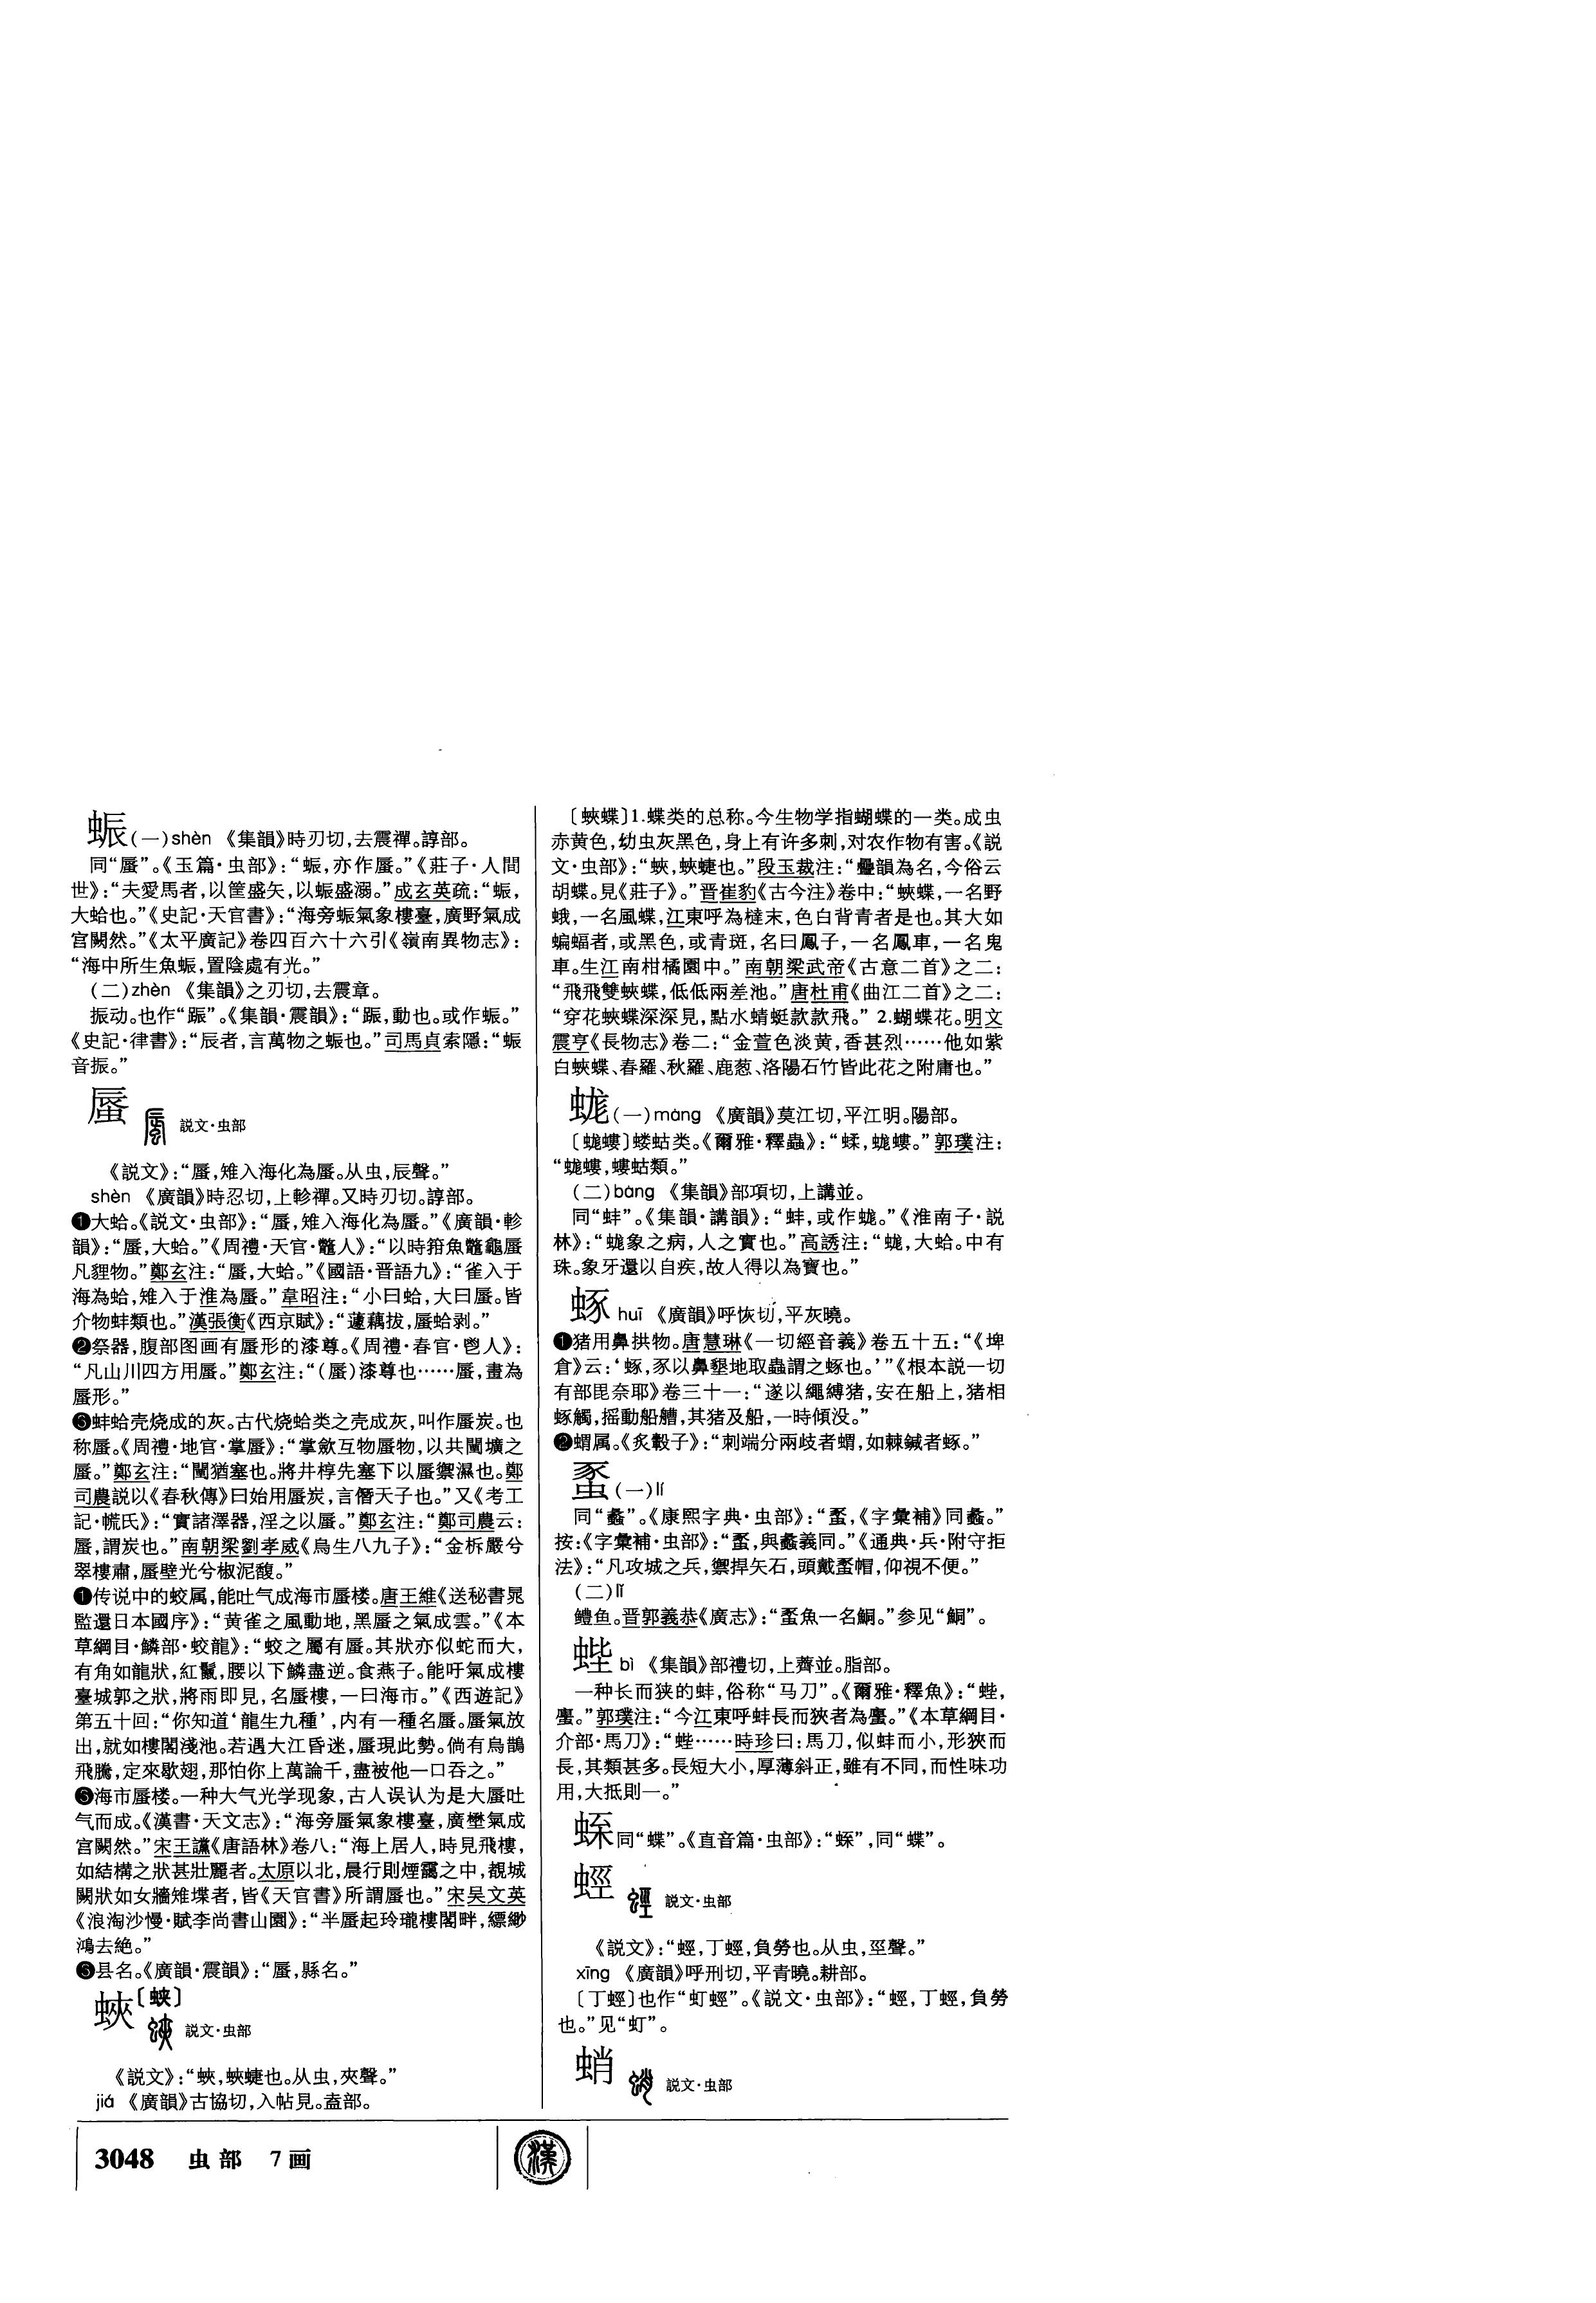 蜄(一)shèn 《集韻》時刃切，去震禪。諄部。
同“蜃”。《玉篇·虫部》：“蜄，亦作蜃。”《莊子·人間
世》：“夫愛馬者，以筐盛矢，以蜄盛溺。”成玄英疏：“蜄，
大蛤也。”《史記·天官書》：“海旁蜄氣象樓臺，廣野氣成
宫闕然。”《太平廣記》卷四百六十六引《嶺南異物志》：
“海中所生魚蜄，置陰處有光。”
(二)zhèn 《集韻》之刃切，去震章。
振动。也作“踬”。《集韻·震韻》：“踬，動也。或作蜄。”
《史記·律書》：“辰者，言萬物之蜄也。”司馬貞索隱：“蜄
音振。”
蜃 説文·虫部
《説文》：“蜃，雉入海化為蜃。从虫，辰聲。”
shèn 《廣韻》時忍切，上軫禪。又時刃切。諄部。
❶大蛤。《説文·虫部》：“蜃，雉入海化為蜃。”《廣韻·軫
韻》：“蜃，大蛤。”《周禮·天官·鼈人》：“以時籍魚鼈龜蜃
凡貍物。”鄭玄注：“蜃，大蛤。”《國語·晋語九》：“雀入于
海為蛤，雉入于淮為蜃。”韋昭注：“小曰蛤，大曰蜃。皆
介物蚌類也。”漢張衡《西京賦》：“蘧藕拔，蜃蛤剥。”
❷祭器，腹部图画有蜃形的漆尊。《周禮·春官·鬯人》：
“凡山川四方用蜃。”鄭玄注：“(蜃)漆尊也……蜃，畫為
蜃形。”
❸蚌蛤壳烧成的灰。古代烧蛤类之壳成灰，叫作蜃炭。也
称蜃。《周禮·地官·掌蜃》：“掌斂互物蜃物，以共闉壙之
蜃。”鄭玄注：“闉猶塞也。將井椁先塞下以蜃禦濕也。鄭
司農説以《春秋傳》曰始用蜃炭，言僭天子也。”又《考工
記·㡛氏》：“實諸澤器，淫之以蜃。”鄭玄注：“鄭司農云：
蜃，謂炭也。”南朝梁劉孝威《烏生八九子》：“金柝嚴兮
翠樓肅，蜃壁光兮椒泥馥。”
❹传说中的蛟属，能吐气成海市蜃楼。唐王維《送秘書晁
監還日本國序》：“黄雀之風動地，黑蜃之氣成雲。”《本
草綱目·鱗部·蛟龍》：“蛟之屬有蜃。其狀亦似蛇而大，
有角如龍狀，紅鬣，腰以下鱗盡逆。食燕子。能吁氣成樓
臺城郭之狀，將雨即見，名蜃樓，一曰海市。”《西遊記》
第五十回：“你知道‘龍生九種’，内有一種名蜃。蜃氣放
出，就如樓閣淺池。若遇大江昏迷，蜃現此勢。倘有鳥鵲
飛騰，定來歇翅，那怕你上萬論千，盡被他一口吞之。”
❺海市蜃楼。一种大气光学现象，古人误认为是大蜃吐
气而成。《漢書·天文志》：“海旁蜃氣象樓臺，廣壄氣成
宫闕然。”宋王讜《唐語林》卷八：“海上居人，時見飛樓，
如結構之狀甚壯麗者。太原以北，晨行則煙靄之中，覩城
闕狀如女牆雉堞者，皆《天官書》所謂蜃也。”宋吴文英
《浪淘沙慢·賦李尚書山園》：“半蜃起玲瓏樓閣畔，縹緲
鴻去絶。”
❻县名。《廣韻·震韻》：“蜃，縣名。”
蛺〔蛱〕 説文·虫部
《説文》：“蛺，蛺蜨也。从虫，夾聲。”
jiá 《廣韻》古協切，入帖見。盍部。
〔蛺蝶〕1.蝶类的总称。今生物学指蝴蝶的一类。成虫
赤黄色，幼虫灰黑色，身上有许多刺，对农作物有害。《説
文·虫部》：“蛺，蛺蜨也。”段玉裁注：“疊韻為名，今俗云
胡蝶。見《莊子》。”晋崔豹《古今注》卷中：“蛺蝶，一名野
蛾，一名風蝶，江東呼為撻末，色白背青者是也。其大如
蝙蝠者，或黑色，或青斑，名曰鳳子，一名鳳車，一名鬼
車。生江南柑橘園中。”南朝梁武帝《古意二首》之二：
“飛飛雙蛺蝶，低低兩差池。”唐杜甫《曲江二首》之二：
“穿花蛺蝶深深見，點水蜻蜓款款飛。” 2.蝴蝶花。明文
震亨《長物志》卷二：“金萱色淡黄，香甚烈……他如紫
白蛺蝶、春羅、秋羅、鹿葱、洛陽石竹皆此花之附庸也。”
蛖(一)máng 《廣韻》莫江切，平江明。陽部。
〔蛖螻〕蝼蛄类。《爾雅·釋蟲》：“蝚，蛖螻。”郭璞注：
“蛖螻，螻蛄類。”
(二)bàng 《集韻》部項切，上講並。
同“蚌”。《集韻·講韻》：“蚌，或作蛖。”《淮南子·説
林》：“蛖象之病，人之寶也。”高誘注：“蛖，大蛤。中有
珠。象牙還以自疾，故人得以為寶也。”
䖶 huī 《廣韻》呼恢切，平灰曉。
❶猪用鼻拱物。唐慧琳《一切經音義》卷五十五：“《埤
倉》云：‘䖶，豕以鼻墾地取蟲謂之䖶也。’”《根本説一切
有部毘奈耶》卷三十一：“遂以繩縛猪，安在船上，猪相
䖶觸，摇動船艚，其猪及船，一時傾没。”
❷蝟属。《炙轂子》：“刺端分兩歧者蝟，如棘鍼者䖶。”
蟸(一)lí
同“蠡”。《康熙字典·虫部》：“蟸，《字彙補》同蠡。”
按：《字彙補·虫部》：“蟸，與蠡義同。”《通典·兵·附守拒
法》：“凡攻城之兵，禦捍矢石，頭戴蟸帽，仰視不便。”
(二)lǐ
鱧鱼。晋郭義恭《廣志》：“蟸魚一名鮦。”参见“鮦”。
蜌 bì 《集韻》部禮切，上薺並。脂部。
一种长而狭的蚌，俗称“马刀”。《爾雅·釋魚》：“蜌，
螷。”郭璞注：“今江東呼蚌長而狹者為螷。”《本草綱目·
介部·馬刀》：“蜌……時珍曰：馬刀，似蚌而小，形狹而
長，其類甚多。長短大小，厚薄斜正，雖有不同，而性味功
用，大抵則一。”
同“蝶”。《直音篇·虫部》：同“蝶”。
蛵 説文·虫部
《説文》：“蛵，丁蛵，負勞也。从虫，巠聲。”
xīng 《廣韻》呼刑切，平青曉。耕部。
〔丁蛵〕也作“虰蛵”。《説文·虫部》：“蛵，丁蛵，負勞
也。”见“虰”。
蛸 説文·虫部
3048 虫部 7画
漢